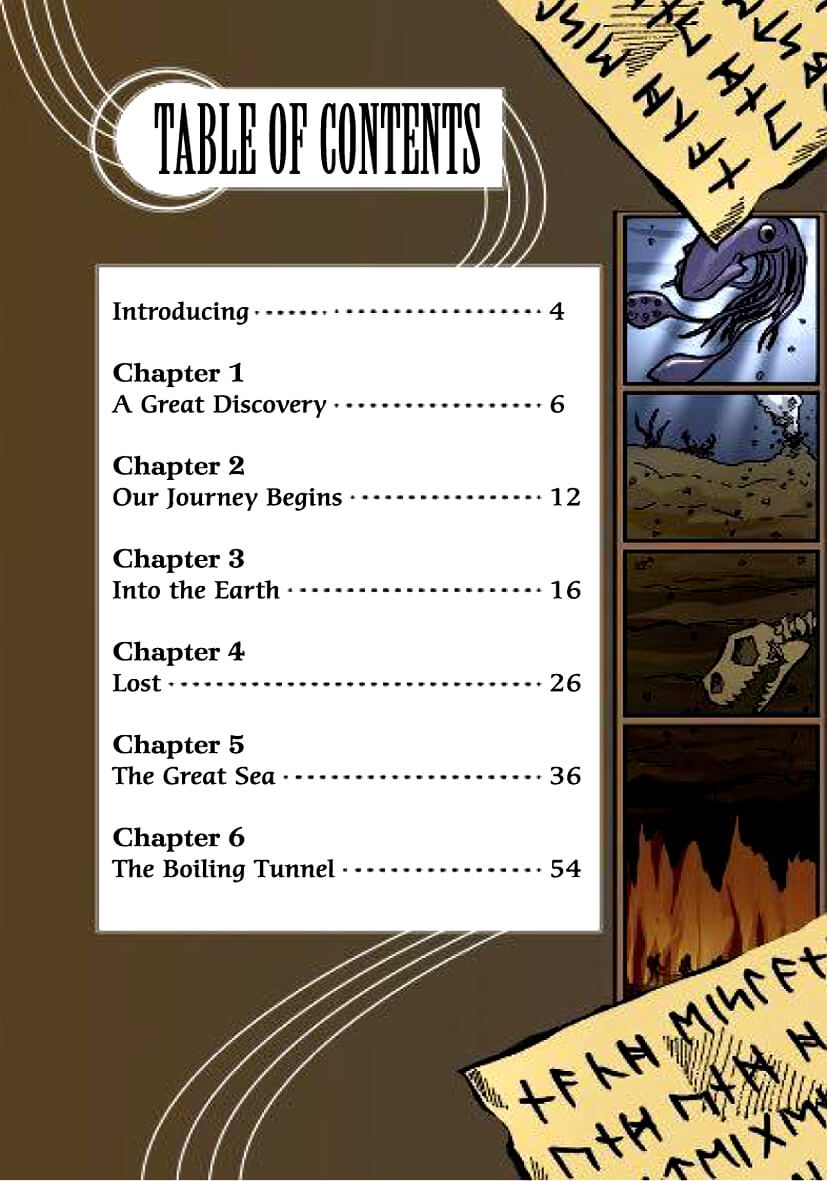 TABLE OF CONTENTS
Introducing 4
Chapter 1
A Great Discovery 6
Chapter 2
Our Journey Begins 12
Chapter 3
Into the Earth 16
Chapter 4
Lost 26
Chapter 5
The Great Sea 36
Chapter 6
The Boiling Tunnel 54